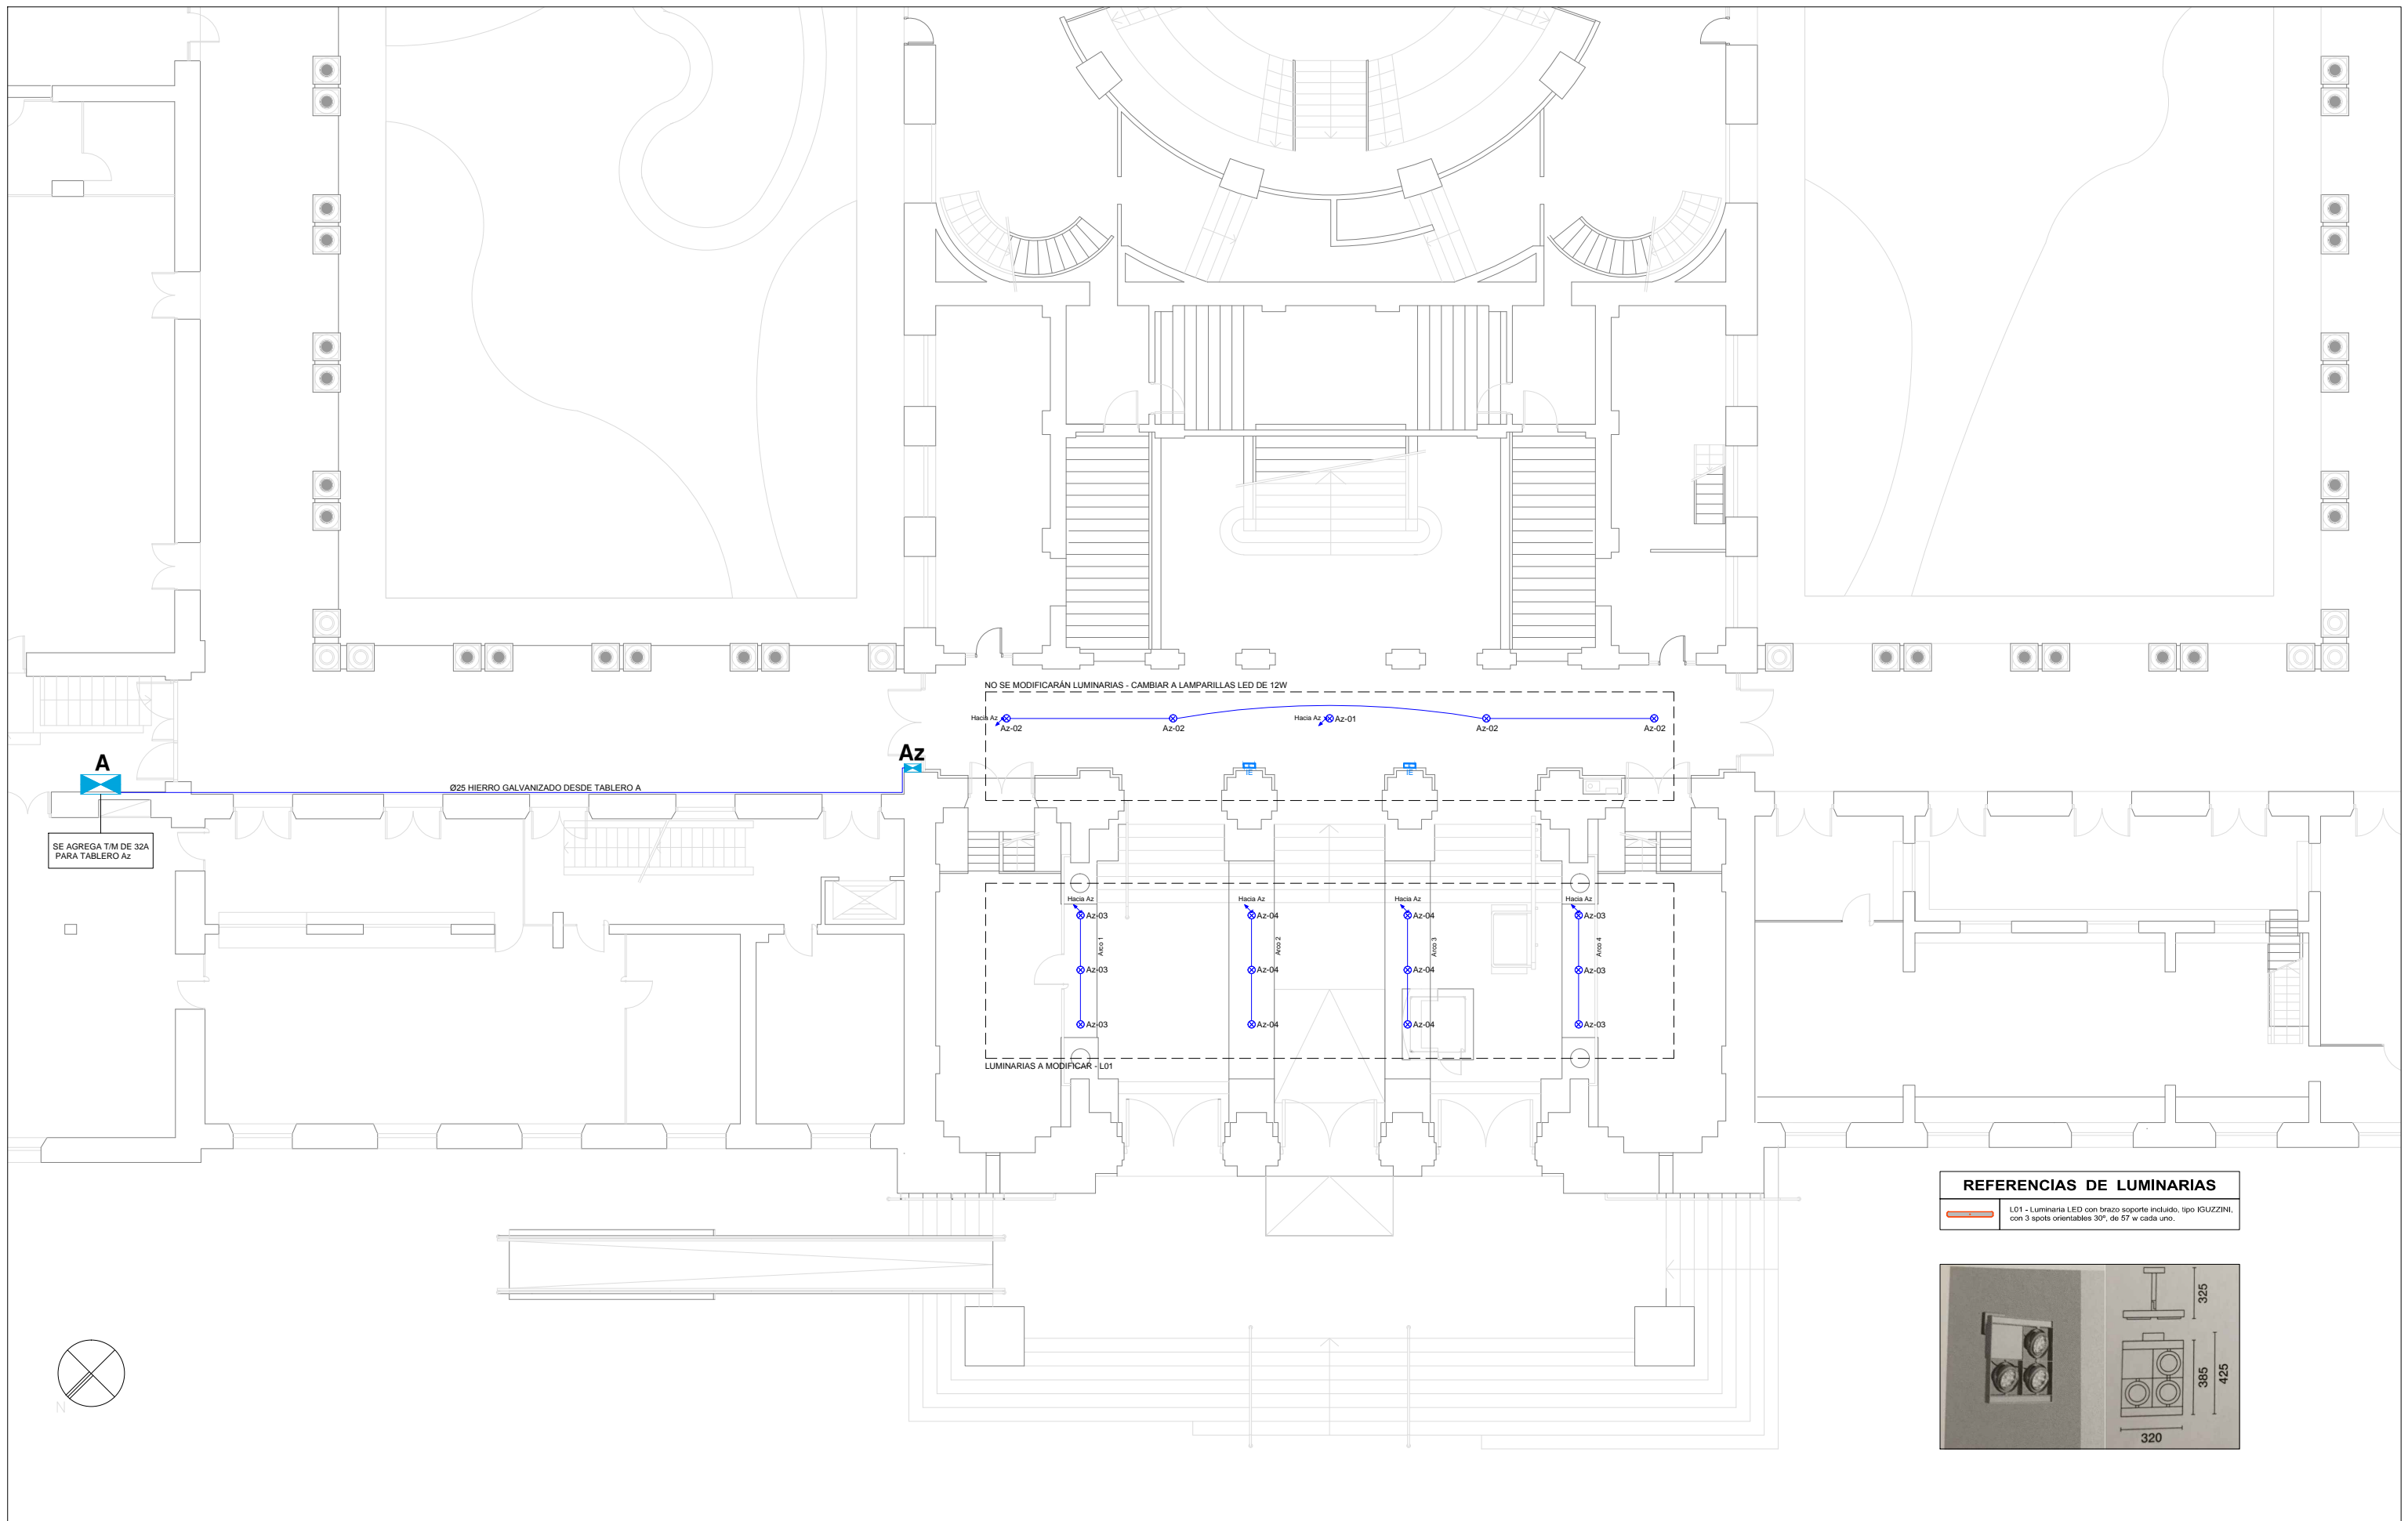 NO SE MODIFICARÁN LUMINARIAS - CAMBIAR A LAMPARILLAS LED DE 12W
Hacia Az
Az-02
Az-02
Hacia Az
Az-01
Az-02
Az-02
A
Az
IE
IE
Ø25 HIERRO GALVANIZADO DESDE TABLERO A
SE AGREGA T/M DE 32A
PARA TABLERO Az
Hacia Az
Hacia Az
Hacia Az
Hacia Az
Az-03
Az-04
Az-04
Az-03
Arco 1
Arco 2
Arco 3
Arco 4
Az-03
Az-04
Az-04
Az-03
Az-03
Az-04
Az-04
Az-03
LUMINARIAS A MODIFICAR - L01
REFERENCIAS DE LUMINARIAS
L01 - Luminaria LED con brazo soporte incluido, tipo IGUZZINI,
con 3 spots orientables 30º, de 57 w cada uno.
325
385
425
320
N